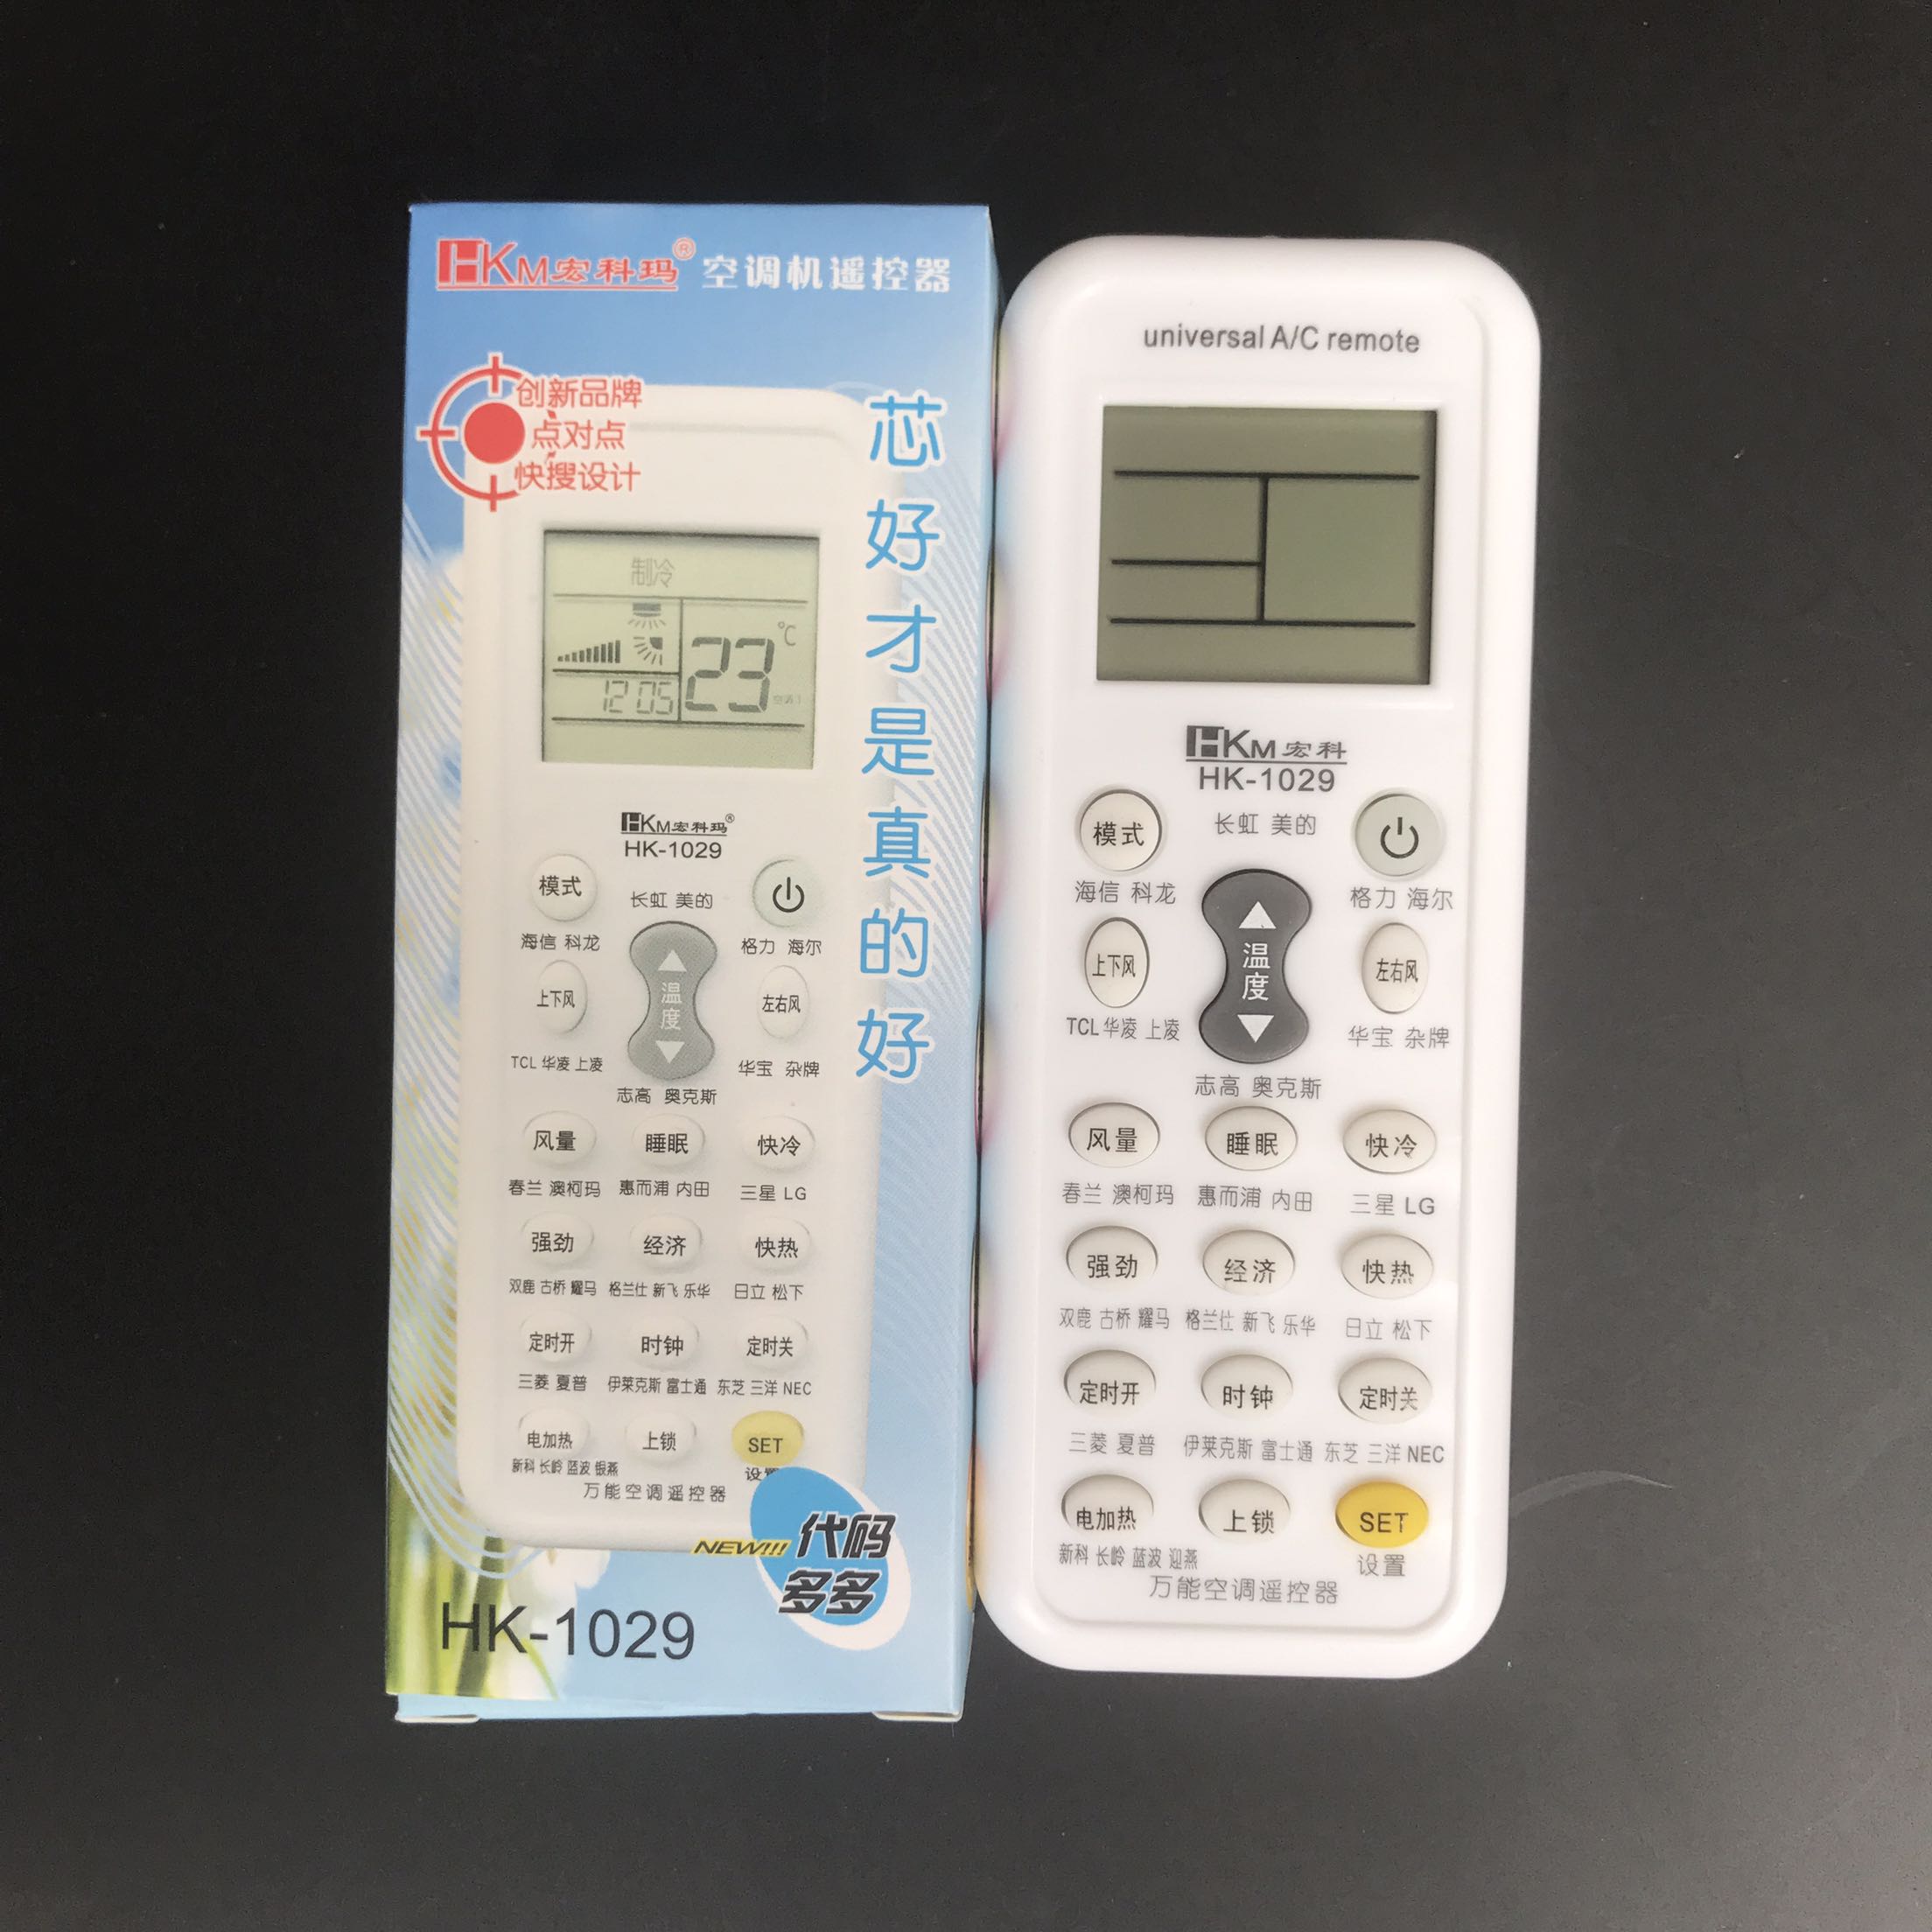 HKM宏科玛® 空调机遥控器
创新品牌
点对点
快搜设计
芯好才是真的好
制冷
℃
23
12:05
HKM宏科玛®
HK-1029
模式
长虹 美的
海信 科龙
格力 海尔
上下风
温度
左右风
TCL 华凌 上凌
华宝 杂牌
志高 奥克斯
风量 睡眠 快冷
春兰 澳柯玛 惠而浦 内田 三星 LG
强劲 经济 快热
双鹿 古桥 耀马 格兰仕 新飞 乐华 日立 松下
定时开 时钟 定时关
三菱 夏普 伊莱克斯 富士通 东芝 三洋 NEC
电加热 上锁 SET
新科 长岭 蓝波 银燕
万能空调遥控器
NEW!!! 代码
多多
HK-1029
universal A/C remote
HKM 宏科
HK-1029
模式
长虹 美的
海信 科龙
格力 海尔
上下风
温度
左右风
TCL 华凌 上凌
华宝 杂牌
志高 奥克斯
风量 睡眠 快冷
春兰 澳柯玛 惠而浦 内田 三星 LG
强劲 经济 快热
双鹿 古桥 耀马 格兰仕 新飞 乐华 日立 松下
定时开 时钟 定时关
三菱 夏普 伊莱克斯 富士通 东芝 三洋 NEC
电加热 上锁 SET
新科 长岭 蓝波 迎燕 设置
万能空调遥控器